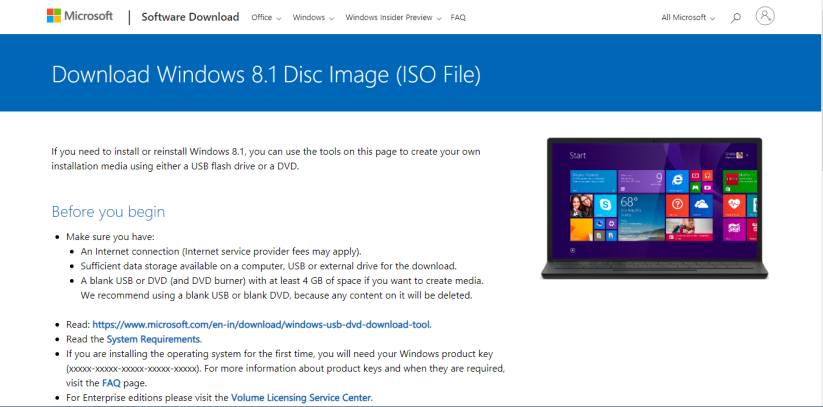 Microsoft | Software Download Office Windows Windows Insider Preview FAQ All Microsoft
Download Windows 8.1 Disc Image (ISO File)
If you need to install or reinstall Windows 8.1, you can use the tools on this page to create your own
installation media using either a USB flash drive or a DVD.
Start
9
68°
Before you begin
• Make sure you have:
• An Internet connection (Internet service provider fees may apply).
• Sufficient data storage available on a computer, USB or external drive for the download.
• A blank USB or DVD (and DVD burner) with at least 4 GB of space if you want to create media.
We recommend using a blank USB or blank DVD, because any content on it will be deleted.
• Read: https://www.microsoft.com/en-in/download/windows-usb-dvd-download-tool.
• Read the System Requirements.
• If you are installing the operating system for the first time, you will need your Windows product key
(xxxxx-xxxxx-xxxxx-xxxxx-xxxxx). For more information about product keys and when they are required,
visit the FAQ page.
• For Enterprise editions please visit the Volume Licensing Service Center.